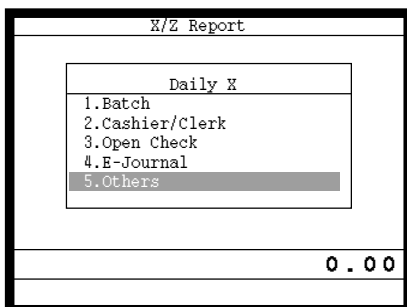 X/Z Report
Daily X
1.Batch
2.Cashier/Clerk
3.Open Check
4.E-Journal
5.Others
0.00